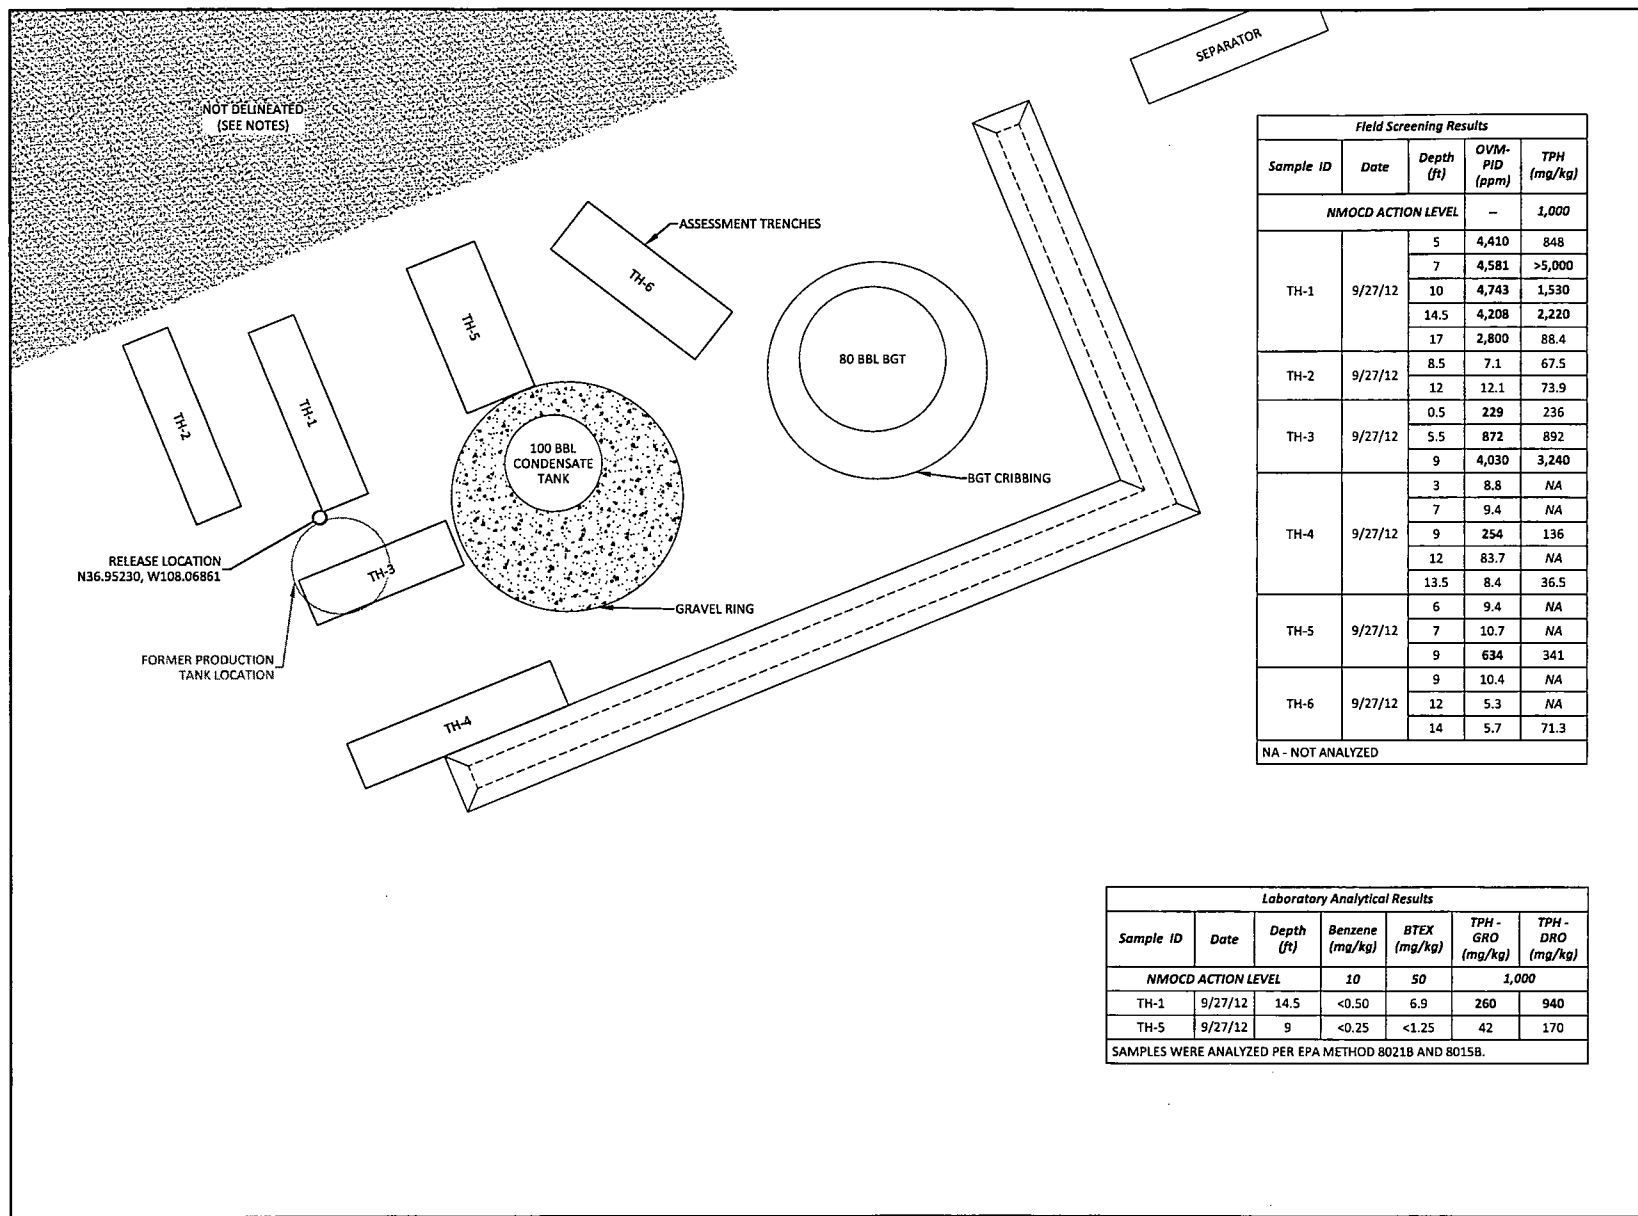 SEPARATOR
NOT DELINEATED
(SEE NOTES)
ASSESSMENT TRENCHES
TH-6
TH-5
TH-1
TH-2
80 BBL BGT
100 BBL
CONDENSATE
TANK
BGT CRIBBING
RELEASE LOCATION
N36.95230, W108.06861
TH-3
GRAVEL RING
FORMER PRODUCTION
TANK LOCATION
TH-4
Field Screening Results
Sample ID Date Depth (ft) OVM-PID (ppm) TPH (mg/kg)
NMOCD ACTION LEVEL – 1,000
TH-1 9/27/12 5 4,410 848
7 4,581 >5,000
10 4,743 1,530
14.5 4,208 2,220
17 2,800 88.4
TH-2 9/27/12 8.5 7.1 67.5
12 12.1 73.9
TH-3 9/27/12 0.5 229 236
5.5 872 892
9 4,030 3,240
TH-4 9/27/12 3 8.8 NA
7 9.4 NA
9 254 136
12 83.7 NA
13.5 8.4 36.5
TH-5 9/27/12 6 9.4 NA
7 10.7 NA
9 634 341
TH-6 9/27/12 9 10.4 NA
12 5.3 NA
14 5.7 71.3
NA - NOT ANALYZED
Laboratory Analytical Results
Sample ID Date Depth (ft) Benzene (mg/kg) BTEX (mg/kg) TPH - GRO (mg/kg) TPH - DRO (mg/kg)
NMOCD ACTION LEVEL 10 50 1,000
TH-1 9/27/12 14.5 <0.50 6.9 260 940
TH-5 9/27/12 9 <0.25 <1.25 42 170
SAMPLES WERE ANALYZED PER EPA METHOD 8021B AND 8015B.